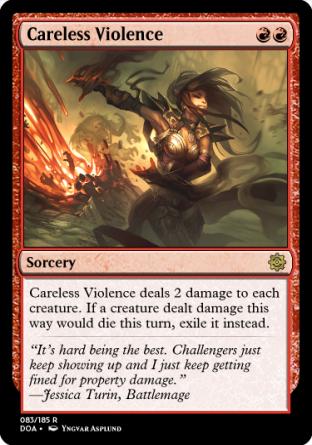 Careless Violence
Sorcery
Careless Violence deals 2 damage to each
creature. If a creature dealt damage this
way would die this turn, exile it instead.
“It’s hard being the best. Challengers just
keep showing up and I just keep getting
fined for property damage.”
—Jessica Turin, Battlemage
083/185 R
DOA • Yngvar Asplund